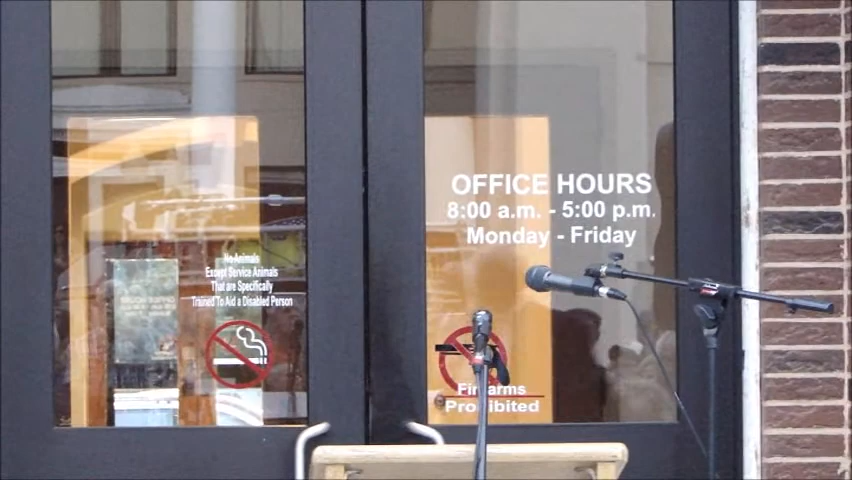 OFFICE HOURS
8:00 a.m. - 5:00 p.m.
Monday - Friday
No Animals
Except Service Animals
That are Specifically
Trained To Aid a Disabled Person
Firearms
Prohibited